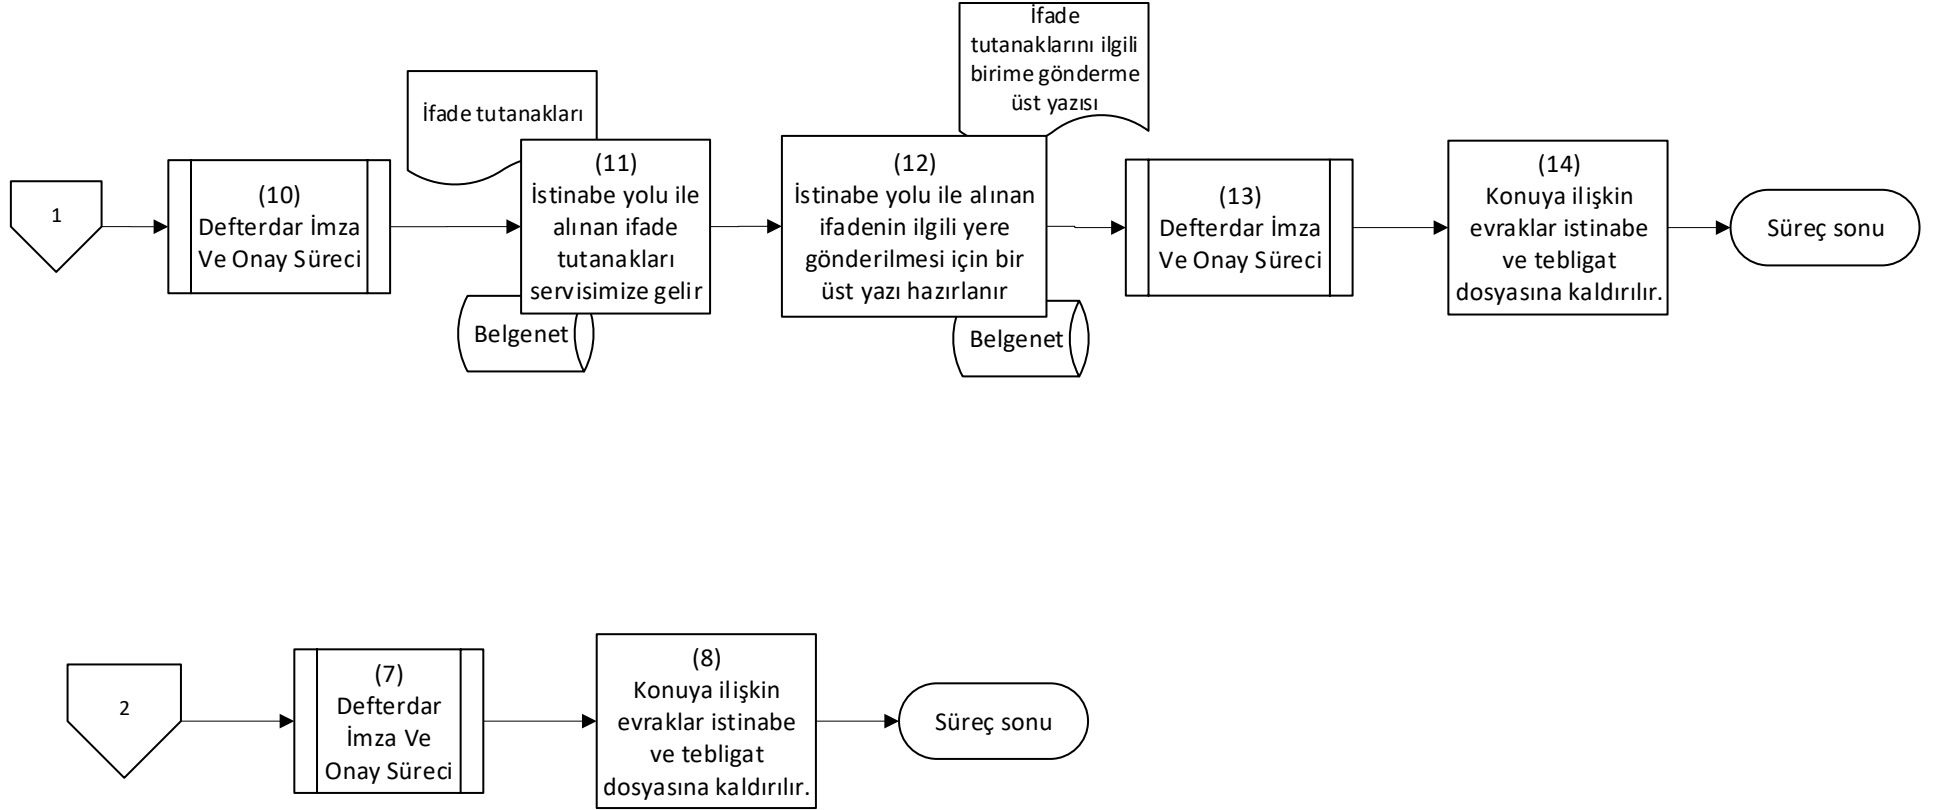 1
(10)
Defterdar İmza
Ve Onay Süreci
İfade tutanakları
(11)
İstinabe yolu ile
alınan ifade
tutanakları
servisimize gelir
Belgenet
İfade
tutanaklarını ilgili
birime gönderme
üst yazısı
(12)
İstinabe yolu ile alınan
ifadenin ilgili yere
gönderilmesi için bir
üst yazı hazırlanır
Belgenet
(13)
Defterdar İmza
Ve Onay Süreci
(14)
Konuya ilişkin
evraklar istinabe
ve tebligat
dosyasına kaldırılır.
Süreç sonu
2
(7)
Defterdar
İmza Ve
Onay Süreci
(8)
Konuya ilişkin
evraklar istinabe
ve tebligat
dosyasına kaldırılır.
Süreç sonu